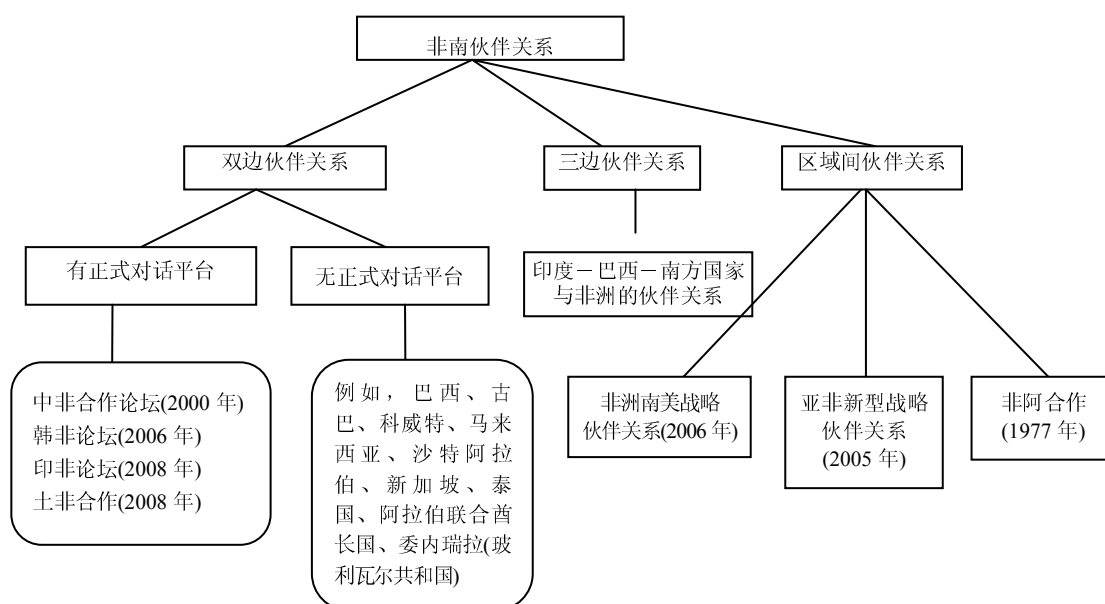 非南伙伴关系
双边伙伴关系
三边伙伴关系
区域间伙伴关系
有正式对话平台
无正式对话平台
印度－巴西－南方国家
与非洲的伙伴关系
中非合作论坛(2000 年)
韩非论坛(2006 年)
印非论坛(2008 年)
土非合作(2008 年)
例如，巴西、古
巴、科威特、马来
西亚、沙特阿拉
伯、新加坡、泰
国、阿拉伯联合酋
长国、委内瑞拉(玻
利瓦尔共和国)
非洲南美战略
伙伴关系(2006 年)
亚非新型战略
伙伴关系
(2005 年)
非阿合作
(1977 年)